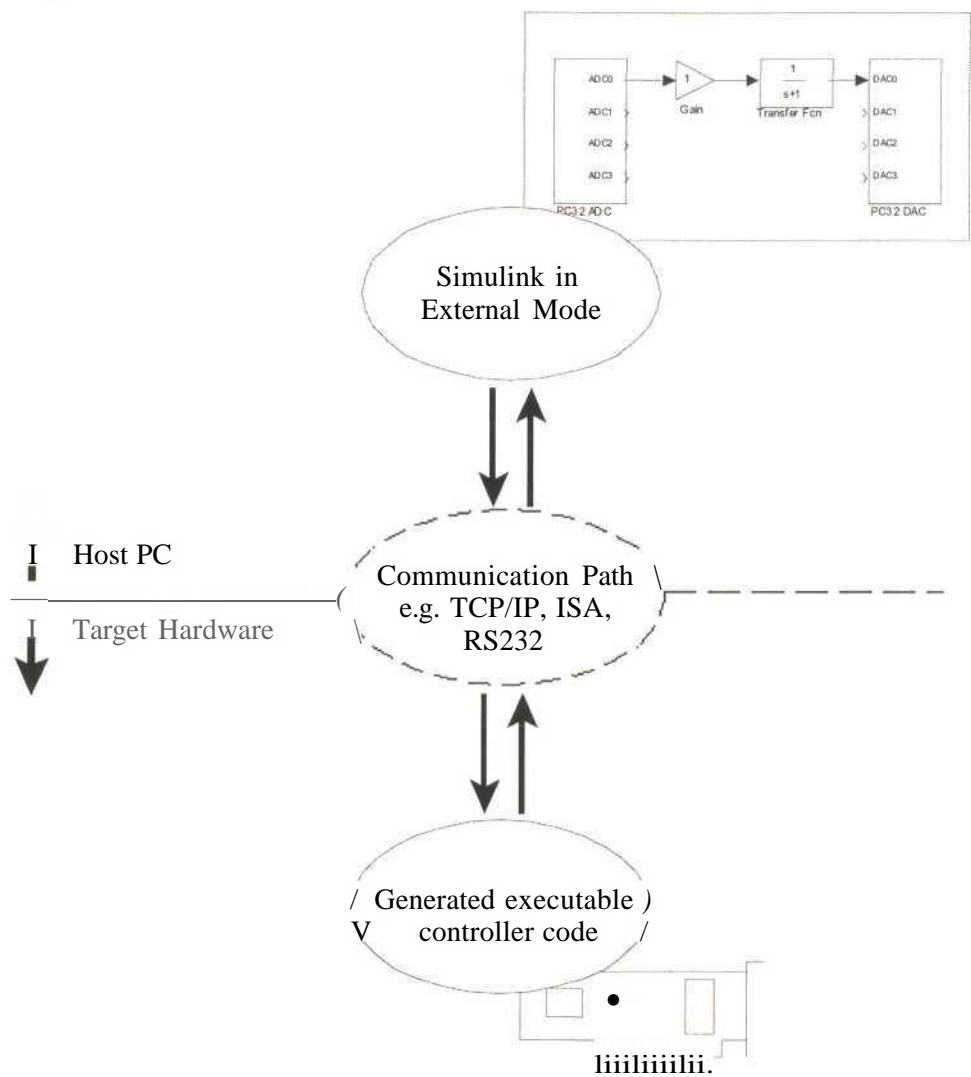 ADC0
ADC1
ADC2
ADC3
PC32 ADC
1
Gain
1
s+1
Transfer Fcn
DAC0
DAC1
DAC2
DAC3
PC32 DAC
Simulink in
External Mode
Host PC
Communication Path
e.g. TCP/IP, ISA,
RS232
Target Hardware
Generated executable
controller code
liiiliiiilii.